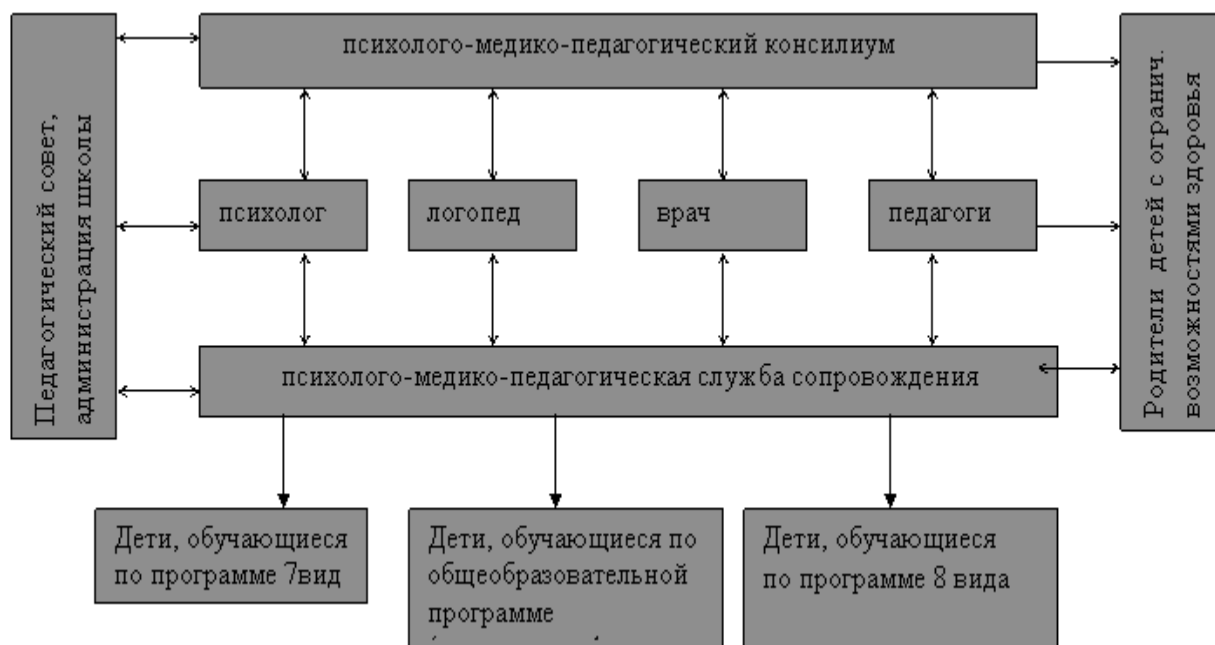 психолого-медико-педагогический консилиум
Педагогический совет,
администрация школы
Родители детей с огранич.
возможностями здоровья
психолог
логопед
врач
педагоги
психолого-медико-педагогическая служба сопровождения
Дети, обучающиеся
по программе 7вид
Дети, обучающиеся по
общеобразовательной
программе
Дети, обучающиеся
по программе 8 вида